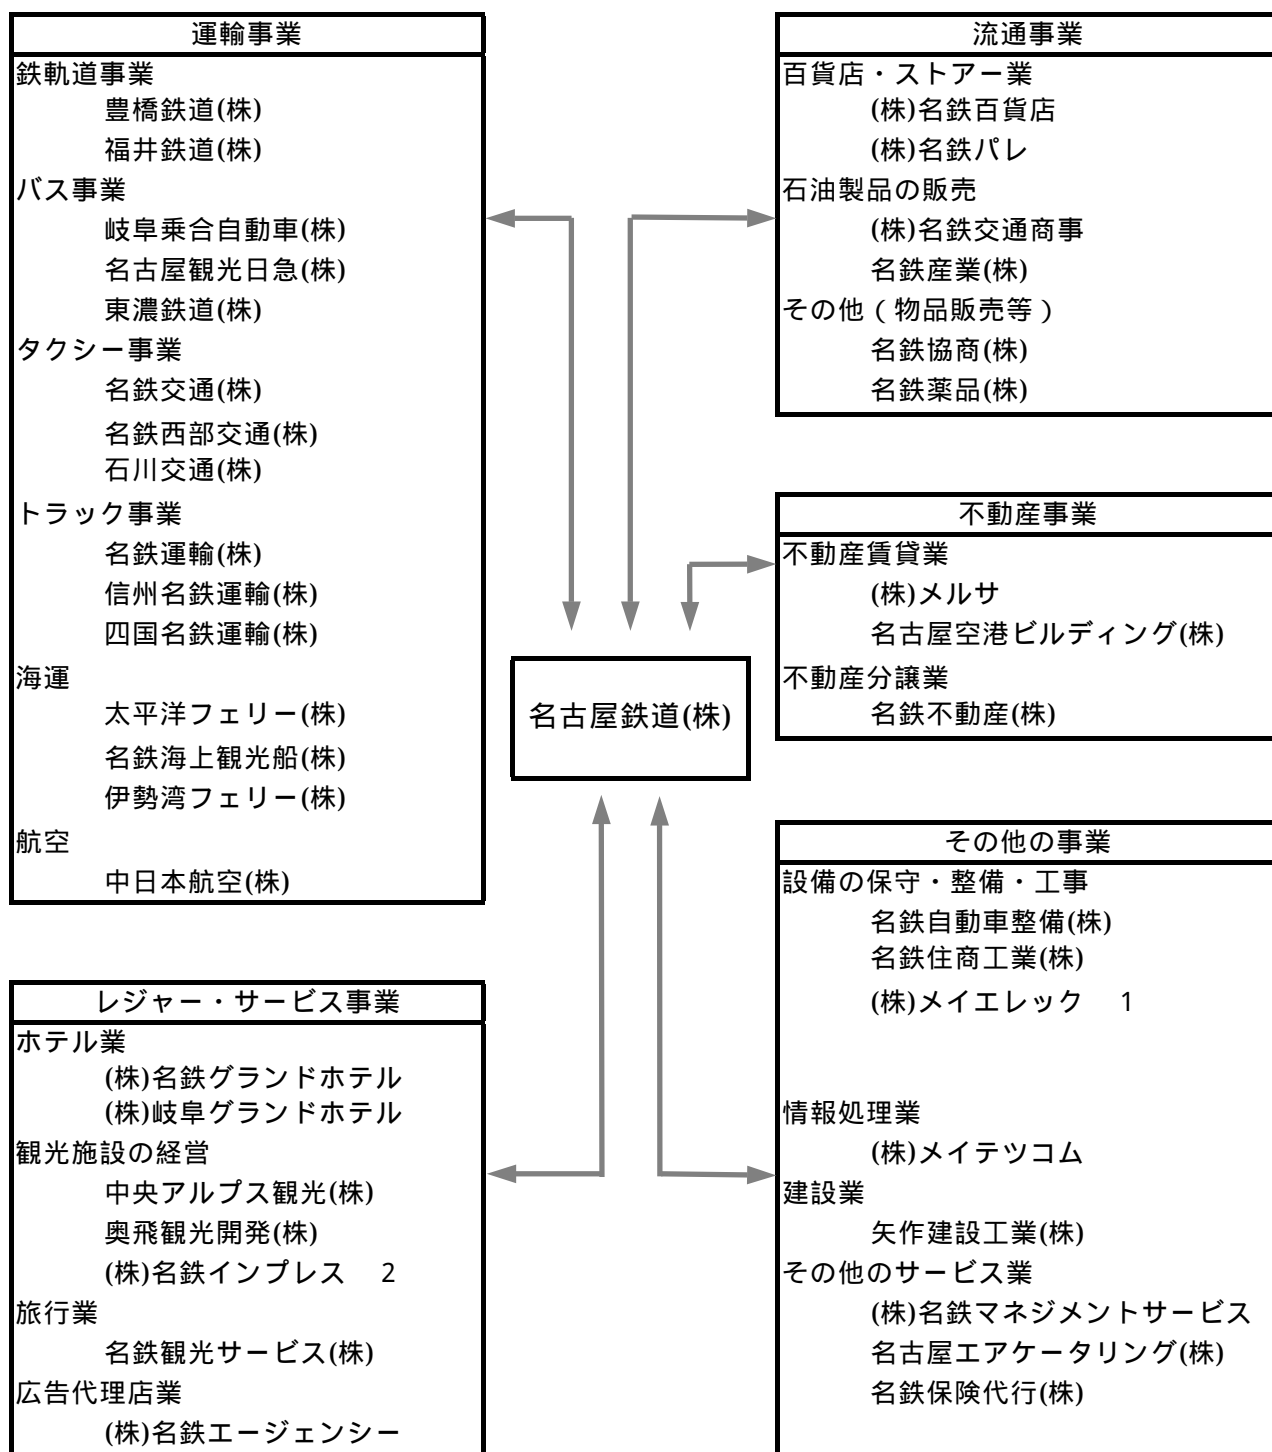 運輸事業
鉄軌道事業
豊橋鉄道(株)
福井鉄道(株)
バス事業
岐阜乗合自動車(株)
名古屋観光日急(株)
東濃鉄道(株)
タクシー事業
名鉄交通(株)
名鉄西部交通(株)
石川交通(株)
トラック事業
名鉄運輸(株)
信州名鉄運輸(株)
四国名鉄運輸(株)
海運
太平洋フェリー(株)
名鉄海上観光船(株)
伊勢湾フェリー(株)
航空
中日本航空(株)
レジャー・サービス事業
ホテル業
(株)名鉄グランドホテル
(株)岐阜グランドホテル
観光施設の経営
中央アルプス観光(株)
奥飛観光開発(株)
(株)名鉄インプレス 2
旅行業
名鉄観光サービス(株)
広告代理店業
(株)名鉄エージェンシー
名古屋鉄道(株)
流通事業
百貨店・ストアー業
(株)名鉄百貨店
(株)名鉄パレ
石油製品の販売
(株)名鉄交通商事
名鉄産業(株)
その他(物品販売等)
名鉄協商(株)
名鉄薬品(株)
不動産事業
不動産賃貸業
(株)メルサ
名古屋空港ビルディング(株)
不動産分譲業
名鉄不動産(株)
その他の事業
設備の保守・整備・工事
名鉄自動車整備(株)
名鉄住商工業(株)
(株)メイエレック 1
情報処理業
(株)メイテツコム
建設業
矢作建設工業(株)
その他のサービス業
(株)名鉄マネジメントサービス
名古屋エアケータリング(株)
名鉄保険代行(株)